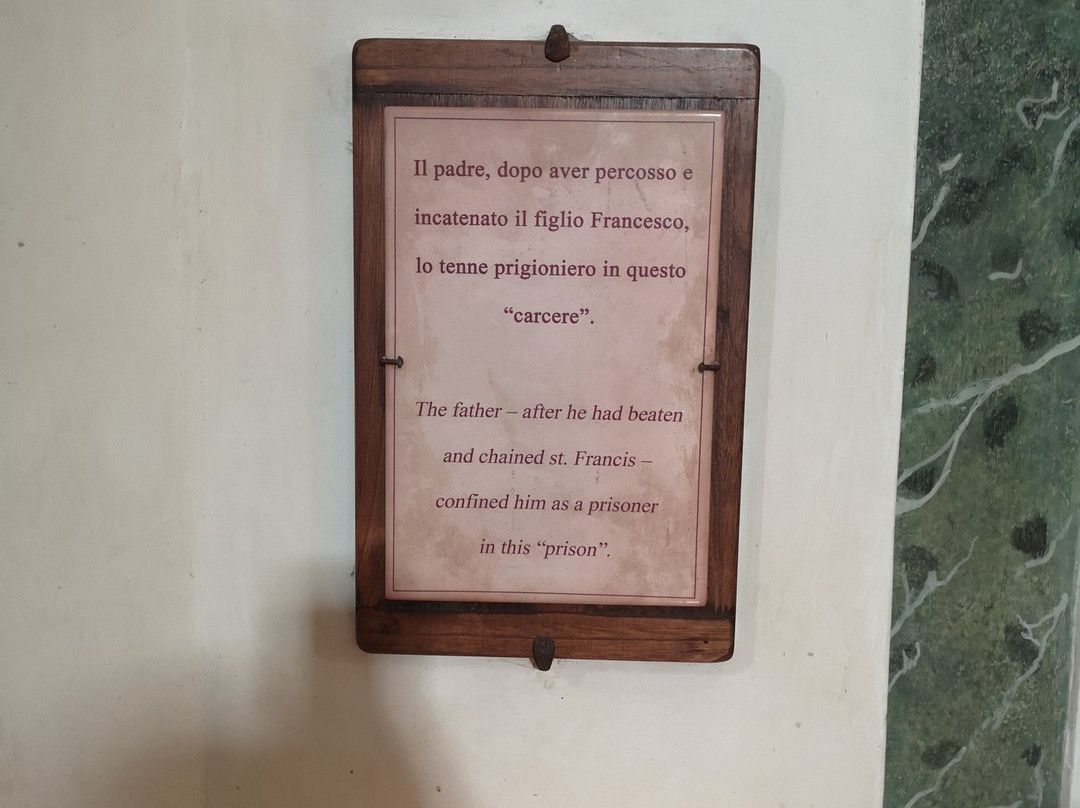 Il padre, dopo aver percosso e
incatenato il figlio Francesco,
lo tenne prigioniero in questo
“carcere”.
The father – after he had beaten
and chained st. Francis –
confined him as a prisoner
in this “prison”.